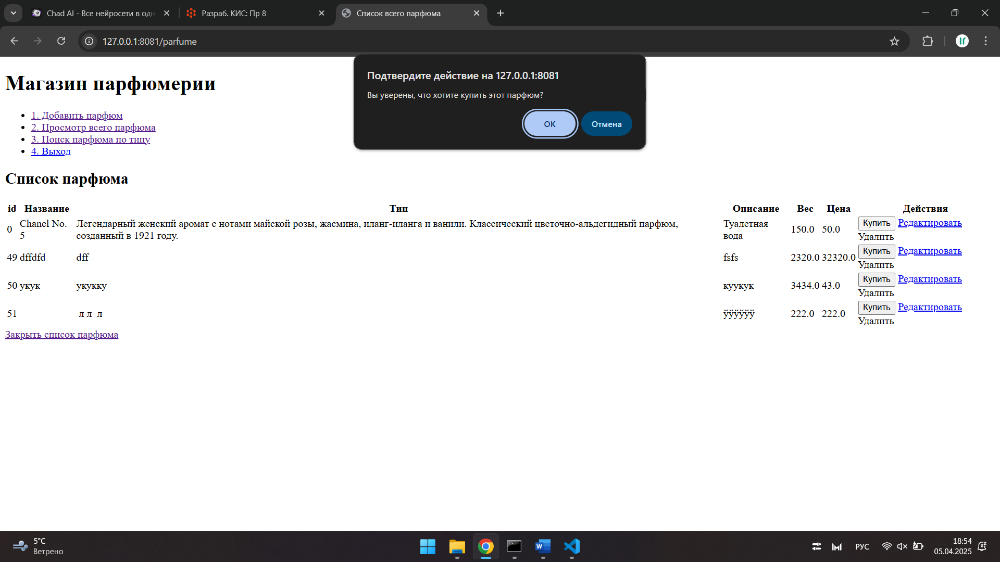 Chad AI - Все нейросети в одн
Разраб. КИС: Пр 8
Список всего парфюма
127.0.0.1:8081/parfume
Подтвердите действие на 127.0.0.1:8081
Вы уверены, что хотите купить этот парфюм?
ОК
Отмена
Магазин парфюмерии
1. Добавить парфюм
2. Просмотр всего парфюма
3. Поиск парфюма по типу
4. Выход
Список парфюма
id Название Тип Описание Вес Цена Действия
0 Chanel No. 5 Легендарный женский аромат с нотами майской розы, жасмина, иланг-иланга и ванили. Классический цветочно-альдегидный парфюм, созданный в 1921 году. Туалетная вода 150.0 50.0 Купить Редактировать Удалить
49 dffdfd dff fsfs 2320.0 32320.0 Купить Редактировать Удалить
50 укук укукку куукук 3434.0 43.0 Купить Редактировать Удалить
51 л л л ўўўўўў 222.0 222.0 Купить Редактировать Удалить
Закрыть список парфюма
5°C
Ветрено
РУС
18:54
05.04.2025